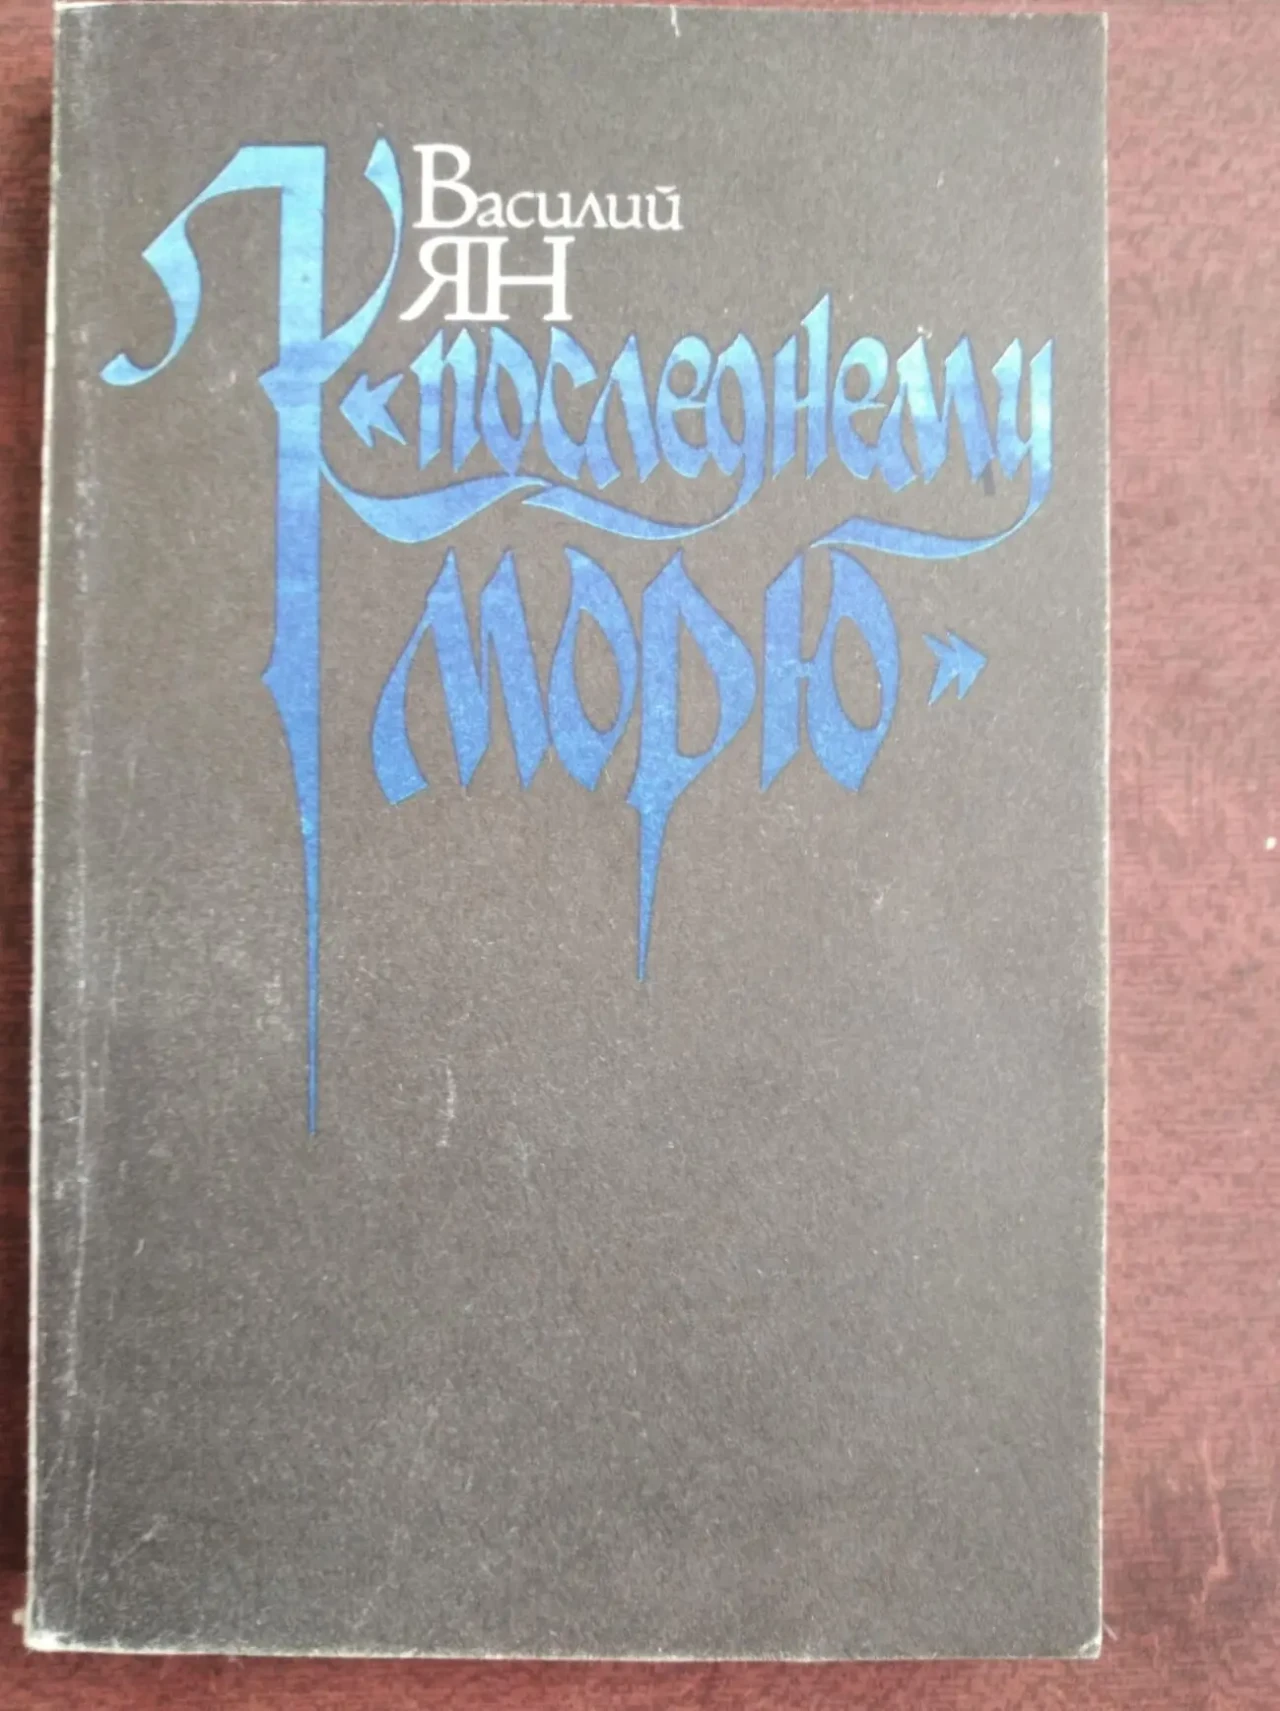 Василий
ЯН
К «последнему
морю»